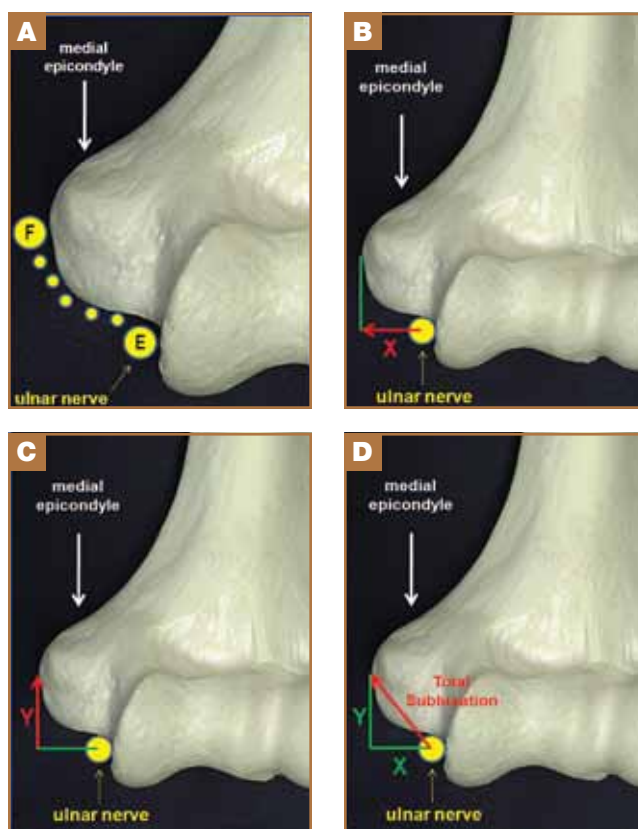 A
medial
epicondyle
F
E
ulnar nerve
B
medial
epicondyle
X
ulnar nerve
C
medial
epicondyle
Y
ulnar nerve
D
medial
epicondyle
Total
Subluxation
Y
X
ulnar nerve